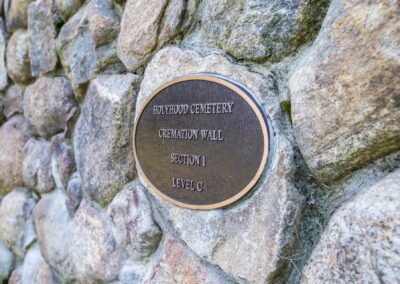 HOLYHOOD CEMETERY
CREMATION WALL
SECTION 1
LEVEL C